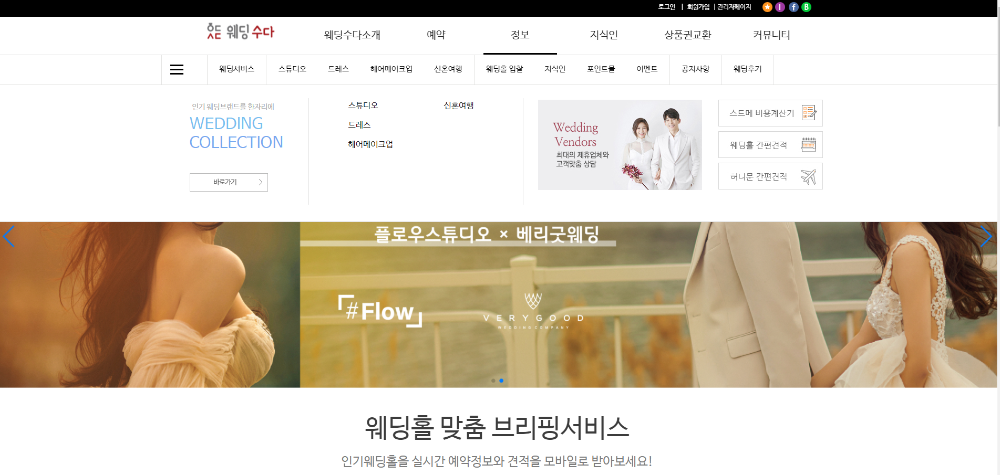 로그인 | 회원가입 | 관리자페이지
웨딩 수다
웨딩수다소개 예약 정보 지식인 상품권교환 커뮤니티
웨딩서비스 스튜디오 드레스 헤어메이크업 신혼여행 웨딩홀 입찰 지식인 포인트몰 이벤트 공지사항 웨딩후기
인기 웨딩브랜드를 한자리에
WEDDING
COLLECTION
바로가기
스튜디오 신혼여행
드레스
헤어메이크업
Wedding
Vendors
최대의 제휴업체와
고객맞춤 상담
스드메 비용계산기
웨딩홀 간편견적
허니문 간편견적
플로우스튜디오 × 베리굿웨딩
#Flow
VERYGOOD
WEDDING COMPANY
웨딩홀 맞춤 브리핑서비스
인기웨딩홀을 실시간 예약정보와 견적을 모바일로 받아보세요!